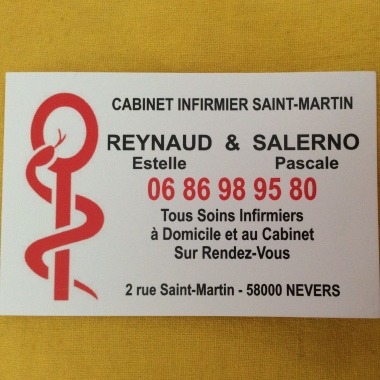 CABINET INFIRMIER SAINT-MARTIN
REYNAUD & SALERNO
Estelle Pascale
06 86 98 95 80
Tous Soins Infirmiers
à Domicile et au Cabinet
Sur Rendez-Vous
2 rue Saint-Martin - 58000 NEVERS